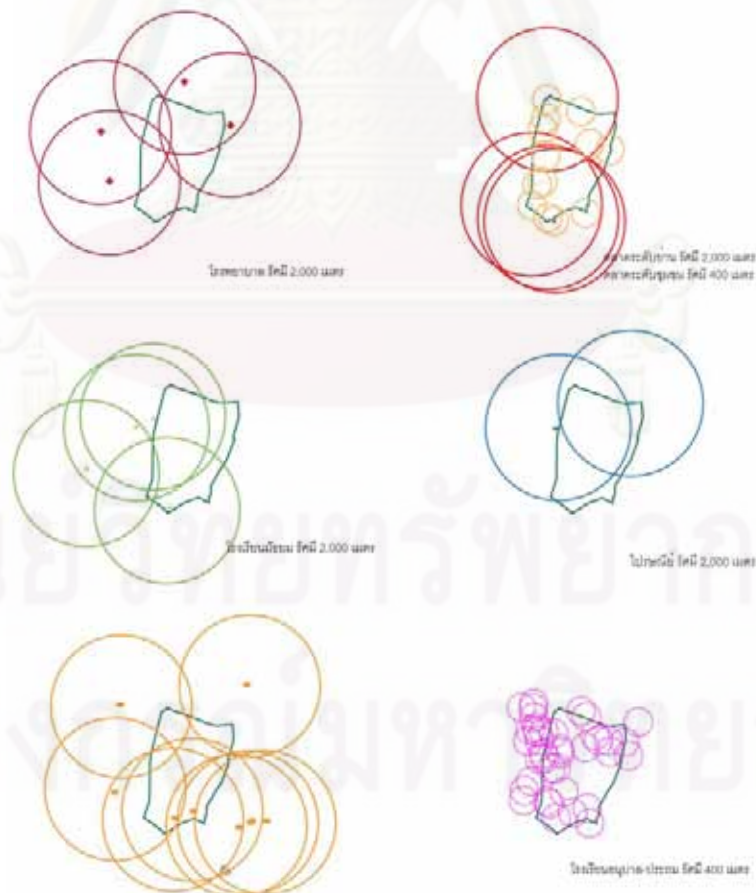 โรงพยาบาล รัศมี 2,000 เมตร
ตลาดระดับย่าน รัศมี 2,000 เมตร
ตลาดระดับชุมชน รัศมี 400 เมตร
โรงเรียนมัธยม รัศมี 2,000 เมตร
ไปรษณีย์ รัศมี 2,000 เมตร
โรงเรียนอนุบาล-ประถม รัศมี 400 เมตร